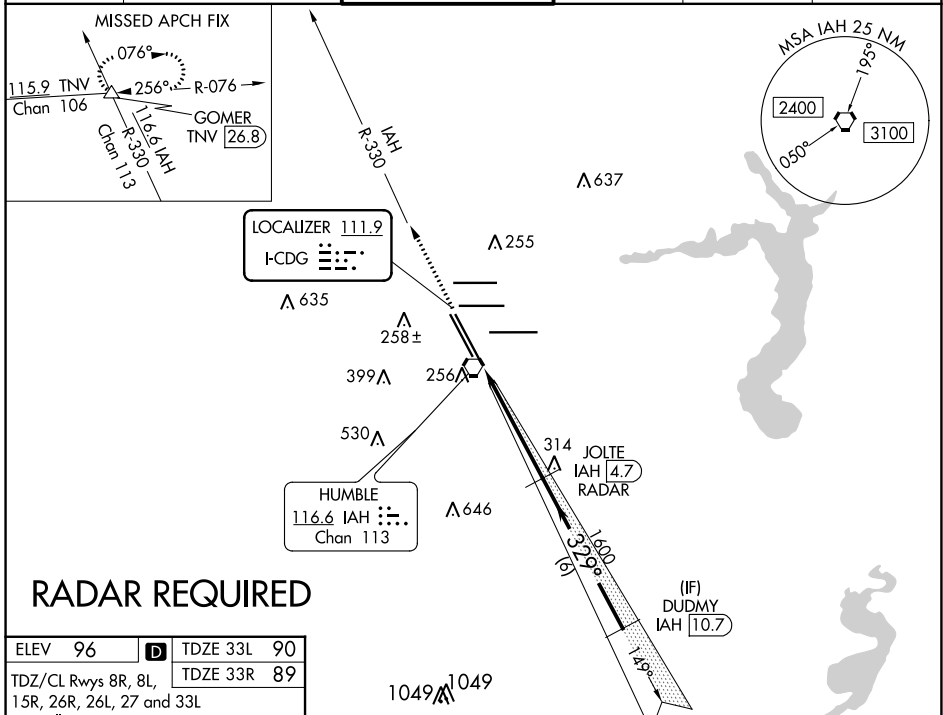 MISSED APCH FIX
076°
115.9 TNV
Chan 106
256°
R-076
GOMER
TNV 26.8
116.6 IAH
R-330
Chan 113
IAH
R-330
MSA IAH 25 NM
195°
2400
3100
050°
637
LOCALIZER 111.9
I-CDG
255
635
258±
399
256
530
314
JOLTE
IAH 4.7
RADAR
HUMBLE
116.6 IAH
Chan 113
646
1600
329°
(6)
(IF)
DUDMY
IAH 10.7
149°
RADAR REQUIRED
ELEV 96 D TDZE 33L 90
TDZE 33R 89
TDZ/CL Rwys 8R, 8L,
15R, 26R, 26L, 27 and 33L
1049 1049